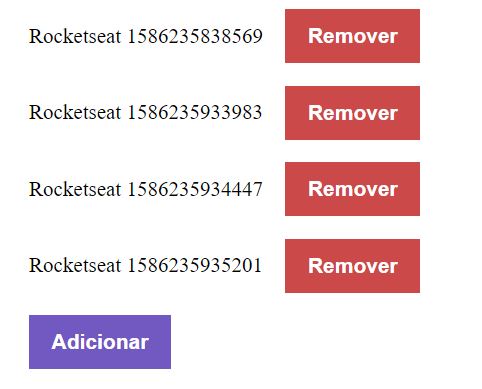 Rocketseat 1586235838569 Remover
Rocketseat 1586235933983 Remover
Rocketseat 1586235934447 Remover
Rocketseat 1586235935201 Remover
Adicionar